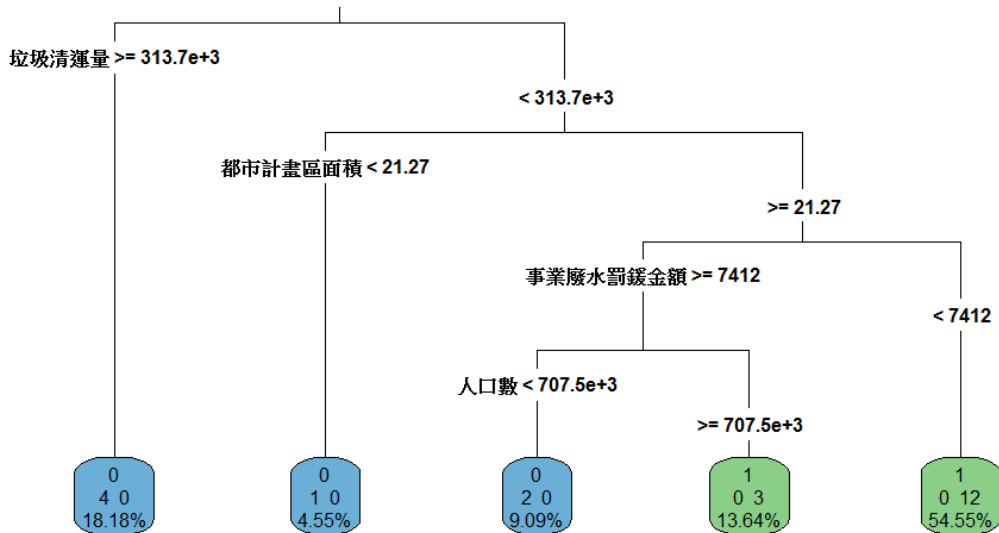 垃圾清運量 >= 313.7e+3
< 313.7e+3
都市計畫區面積 < 21.27
>= 21.27
事業廢水罰鍰金額 >= 7412
< 7412
人口數 < 707.5e+3
>= 707.5e+3
0
4 0
18.18%
0
1 0
4.55%
0
2 0
9.09%
1
0 3
13.64%
1
0 12
54.55%